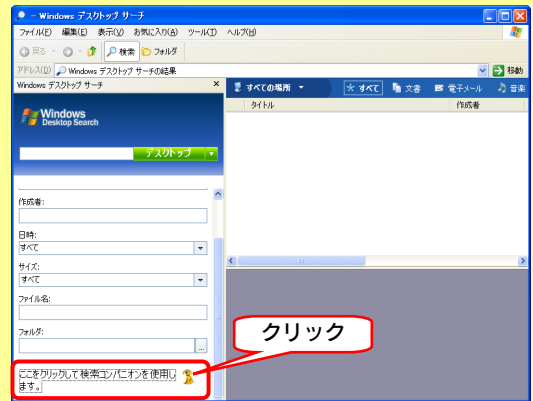 - Windows デスクトップ サーチ
ファイル(F) 編集(E) 表示(V) お気に入り(A) ツール(T) ヘルプ(H)
戻る 検索 フォルダ
アドレス(D) Windows デスクトップ サーチの結果 移動
Windows デスクトップ サーチ ×
すべての場所 すべて 文書 電子メール 音楽
タイトル 作成者
Windows
Desktop Search
デスクトップ
作成者:
日時:
すべて
サイズ:
すべて
ファイル名:
フォルダ:
...
クリック
ここをクリックして検索コンパニオンを使用し
ます。